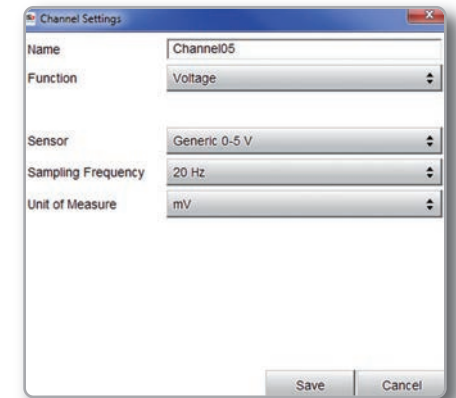 Channel Settings
Name Channel05
Function Voltage
Sensor Generic 0-5 V
Sampling Frequency 20 Hz
Unit of Measure mV
Save Cancel